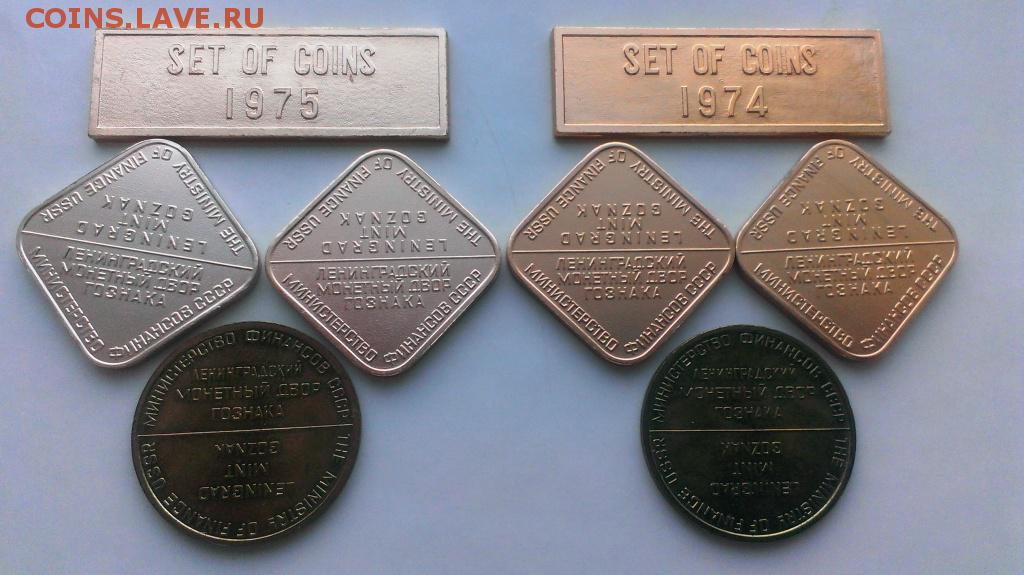 COINS.LAVE.RU
SET OF COINS
1975
SET OF COINS
1974
THE MINISTRY OF FINANCE USSR
LENINGRAD
MINT
GOZNAK
ЛЕНИНГРАДСКИЙ
МОНЕТНЫЙ ДВОР
ГОЗНАКА
МИНИСТЕРСТВО ФИНАНСОВ СССР
THE MINISTRY OF FINANCE USSR
LENINGRAD
MINT
GOZNAK
ЛЕНИНГРАДСКИЙ
МОНЕТНЫЙ ДВОР
ГОЗНАКА
МИНИСТЕРСТВО ФИНАНСОВ СССР
THE MINISTRY OF FINANCE USSR
LENINGRAD
MINT
GOZNAK
ЛЕНИНГРАДСКИЙ
МОНЕТНЫЙ ДВОР
ГОЗНАКА
МИНИСТЕРСТВО ФИНАНСОВ СССР
THE MINISTRY OF FINANCE USSR
LENINGRAD
MINT
GOZNAK
ЛЕНИНГРАДСКИЙ
МОНЕТНЫЙ ДВОР
ГОЗНАКА
МИНИСТЕРСТВО ФИНАНСОВ СССР
МИНИСТЕРСТВО ФИНАНСОВ СССР
ЛЕНИНГРАДСКИЙ
МОНЕТНЫЙ ДВОР
ГОЗНАКА
THE MINISTRY OF FINANCE USSR
LENINGRAD
MINT
GOZNAK
МИНИСТЕРСТВО ФИНАНСОВ СССР
ЛЕНИНГРАДСКИЙ
МОНЕТНЫЙ ДВОР
ГОЗНАКА
THE MINISTRY OF FINANCE USSR
LENINGRAD
MINT
GOZNAK